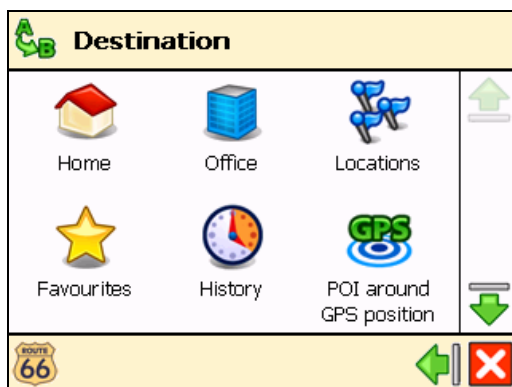 A
B
Destination
Home
Office
Locations
Favourites
History
GPS
POI around
GPS position
ROUTE
66